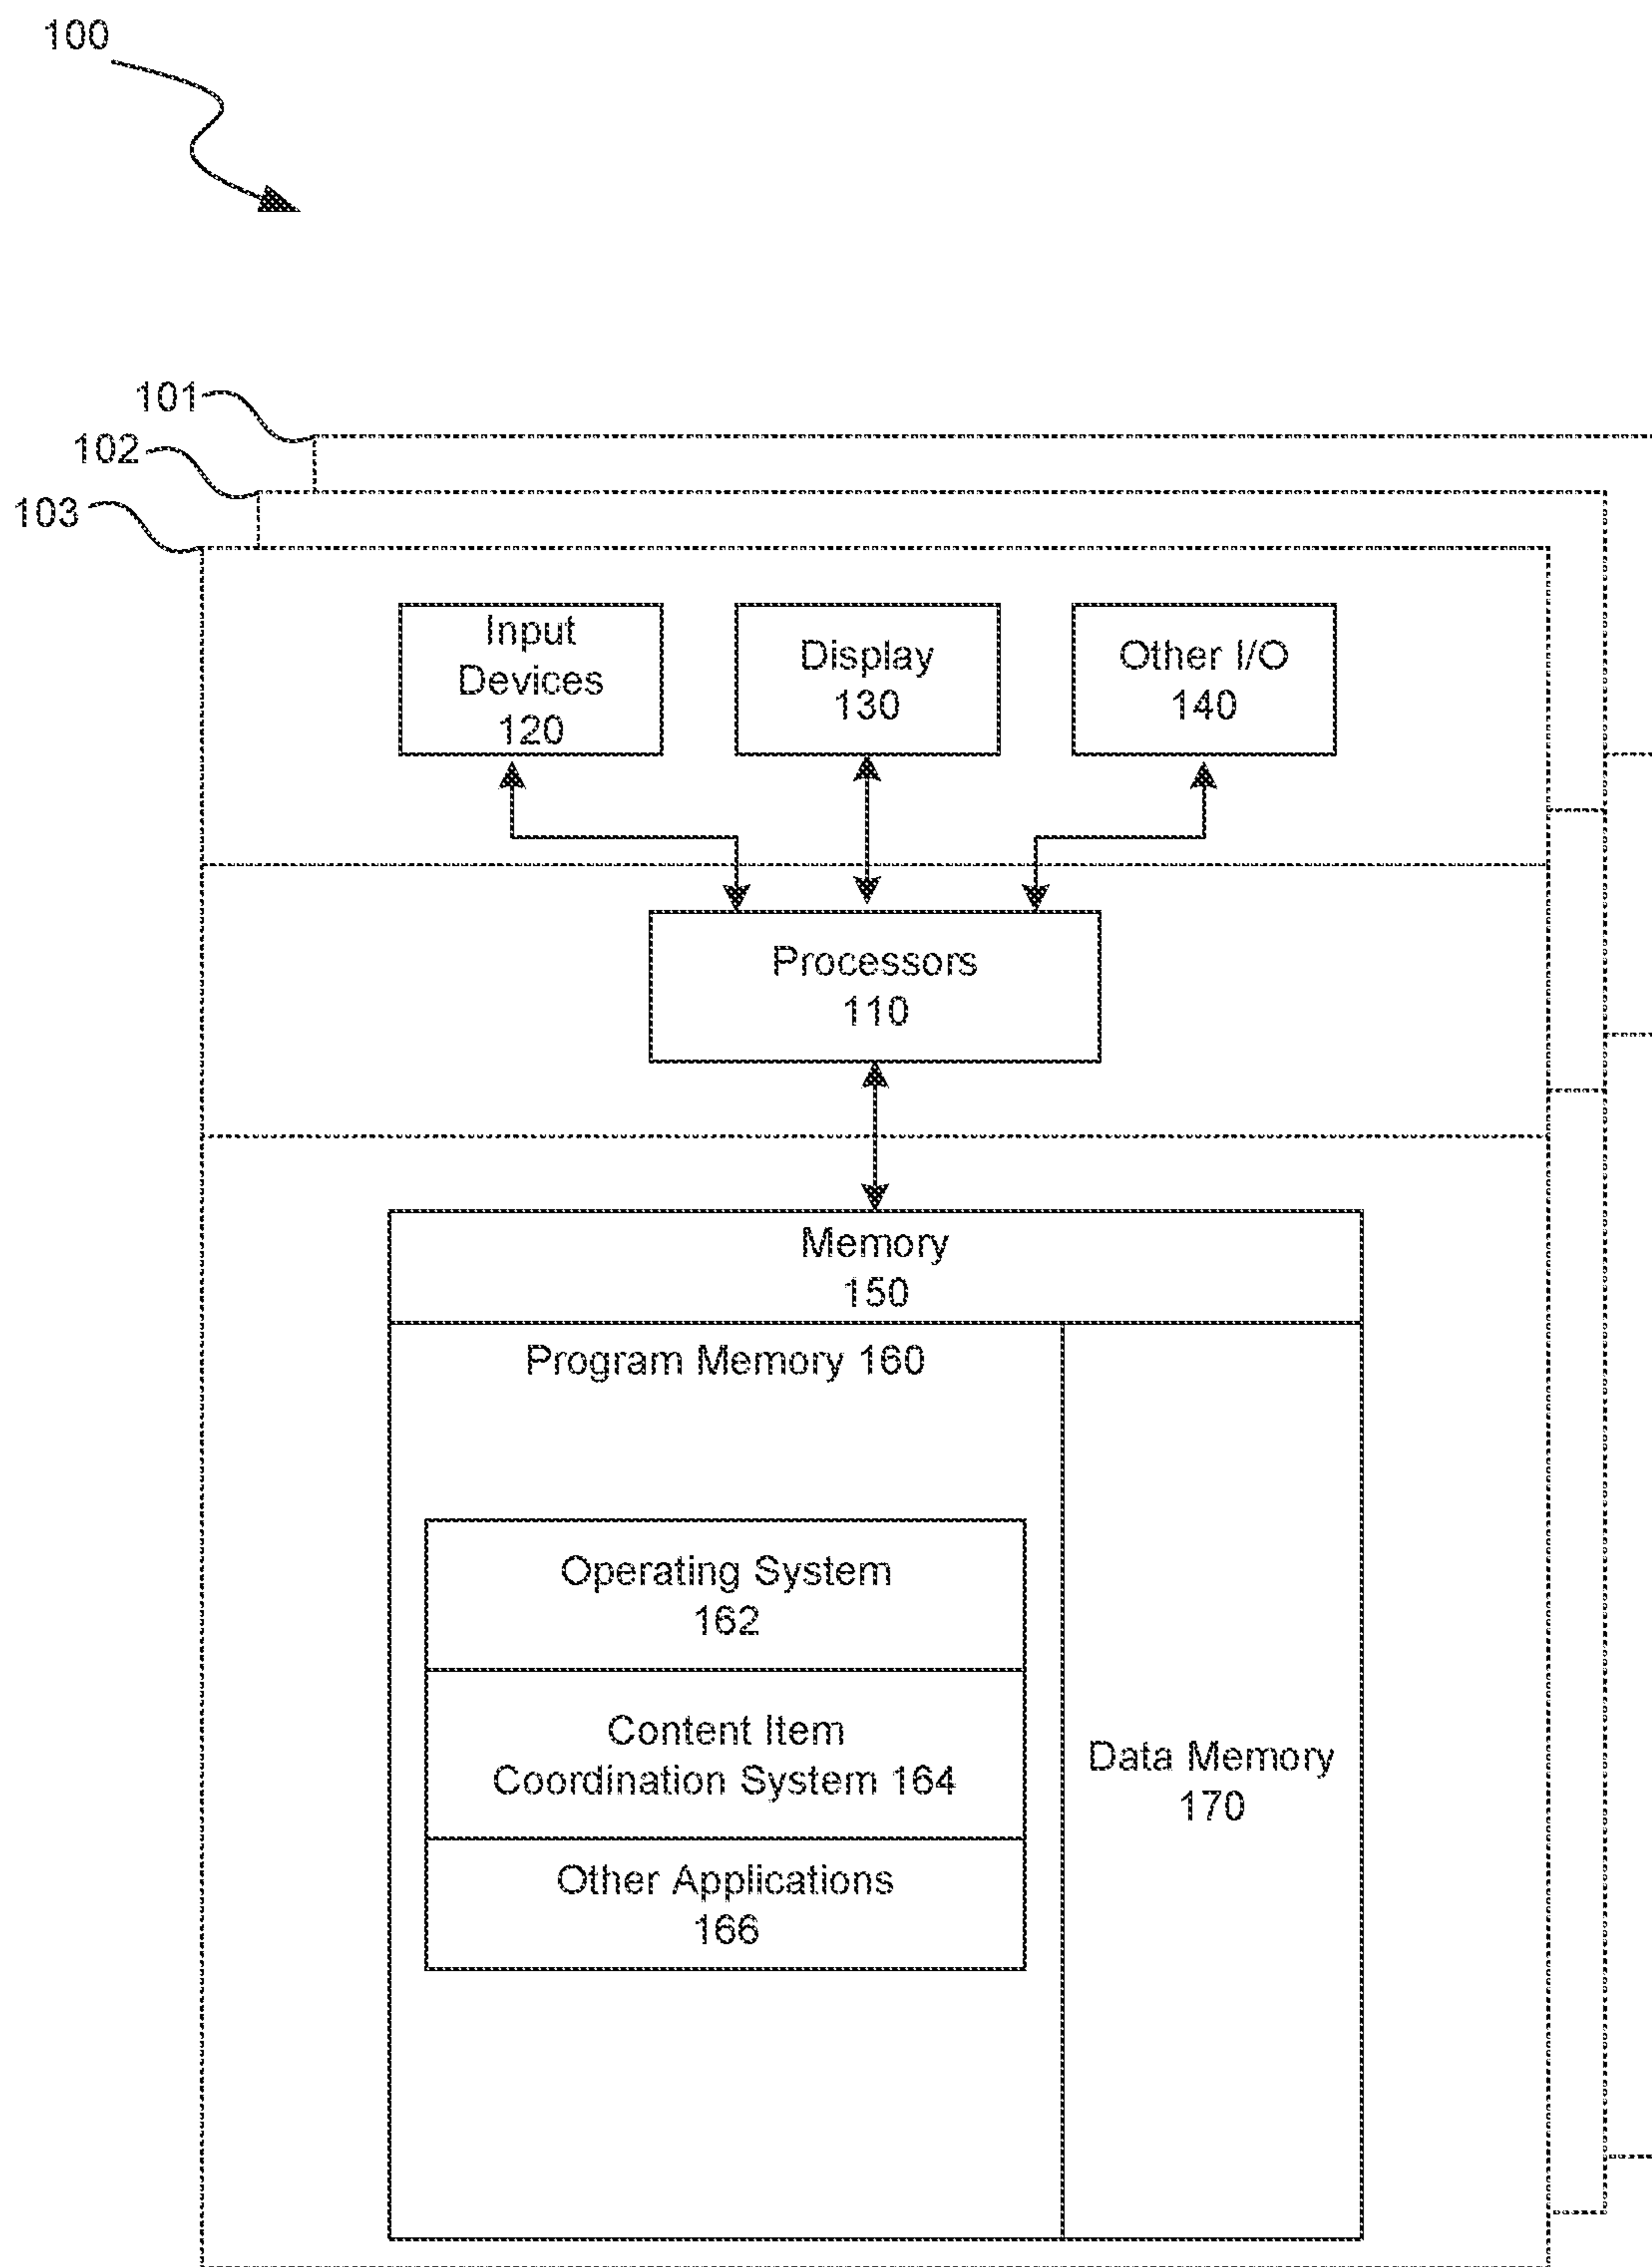 100
101
102
103
Input
Devices
120
Display
130
Other I/O
140
Processors
110
Memory
150
Program Memory 160
Operating System
162
Content Item
Coordination System 164
Other Applications
166
Data Memory
170